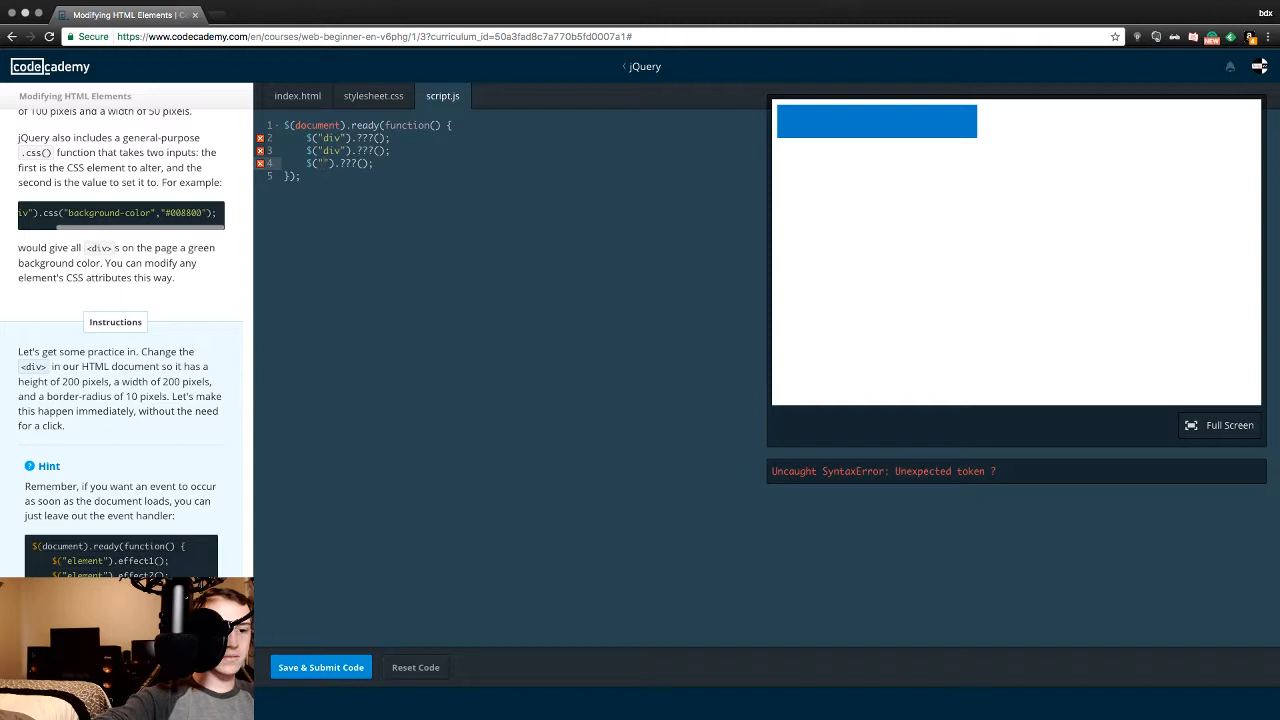 Modifying HTML Elements | C
bdx
Secure
https://www.codecademy.com/en/courses/web-beginner-en-v6phg/1/3?curriculum_id=50a3fad8c7a770b5fd0007a1#
NEW
codecademy
jQuery
Modifying HTML Elements
index.html
stylesheet.css
script.js
of 100 pixels and a width of 50 pixels.
jQuery also includes a general-purpose
.css() function that takes two inputs: the
first is the CSS element to alter, and the
second is the value to set it to. For example:
iv").css("background-color","#008800");
would give all <div>s on the page a green
background color. You can modify any
element's CSS attributes this way.
Instructions
Let's get some practice in. Change the
<div> in our HTML document so it has a
height of 200 pixels, a width of 200 pixels,
and a border-radius of 10 pixels. Let's make
this happen immediately, without the need
for a click.
Hint
Remember, if you want an event to occur
as soon as the document loads, you can
just leave out the event handler:
$(document).ready(function() {
$("element").effect1();
$("element").effect2();
1 $(document).ready(function() {
2 $("div").???();
3 $("div").???();
4 $("").???();
5 });
Full Screen
Uncaught SyntaxError: Unexpected token ?
Save & Submit Code
Reset Code